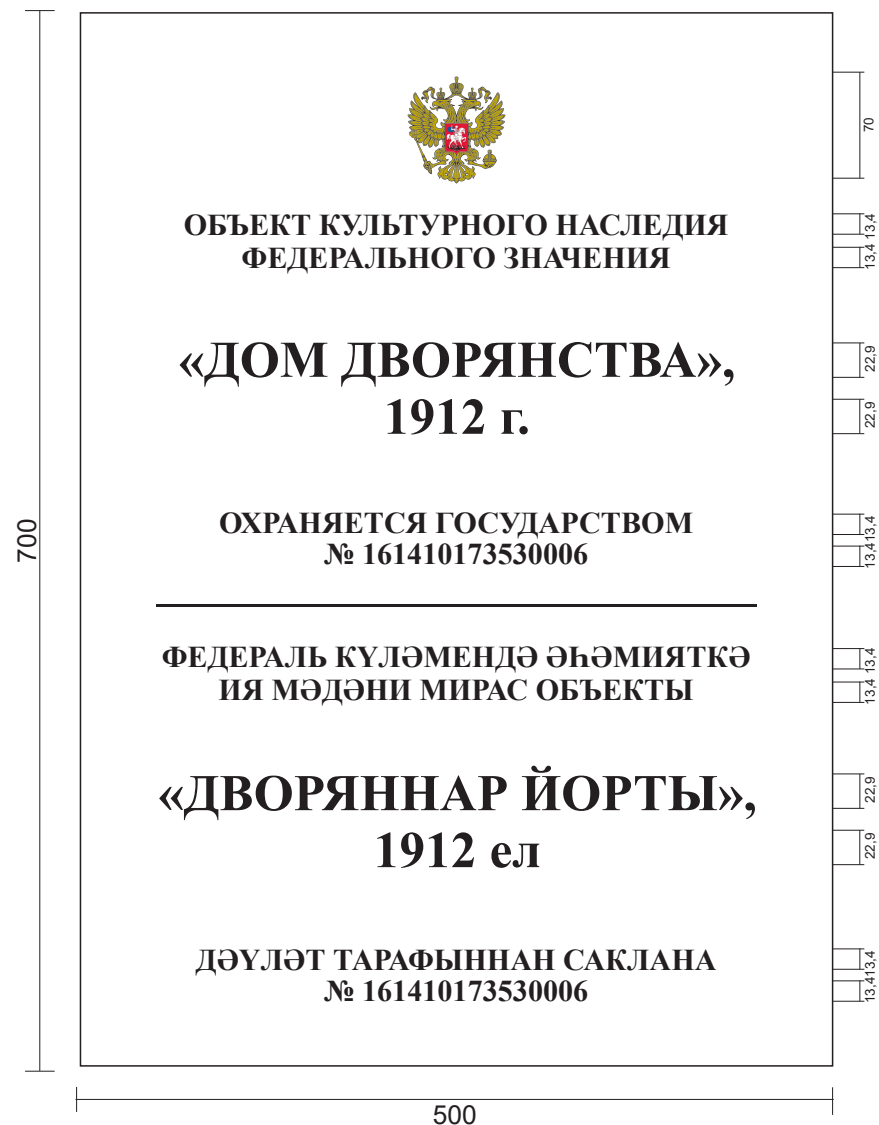 ОБЪЕКТ КУЛЬТУРНОГО НАСЛЕДИЯ
ФЕДЕРАЛЬНОГО ЗНАЧЕНИЯ
«ДОМ ДВОРЯНСТВА»,
1912 г.
ОХРАНЯЕТСЯ ГОСУДАРСТВОМ
№ 161410173530006
ФЕДЕРАЛЬ КҮЛӘМЕНДӘ ӘһӘМИЯТКӘ
ИЯ МӘДӘНИ МИРАС ОБЪЕКТЫ
«ДВОРЯННАР ЙОРТЫ»,
1912 ел
ДӘҮЛӘТ ТАРАФЫННАН САКЛАНА
№ 161410173530006
700
500
70
13,4
13,4
22,9
22,9
13,4
13,4
13,4
13,4
22,9
22,9
13,4
13,4